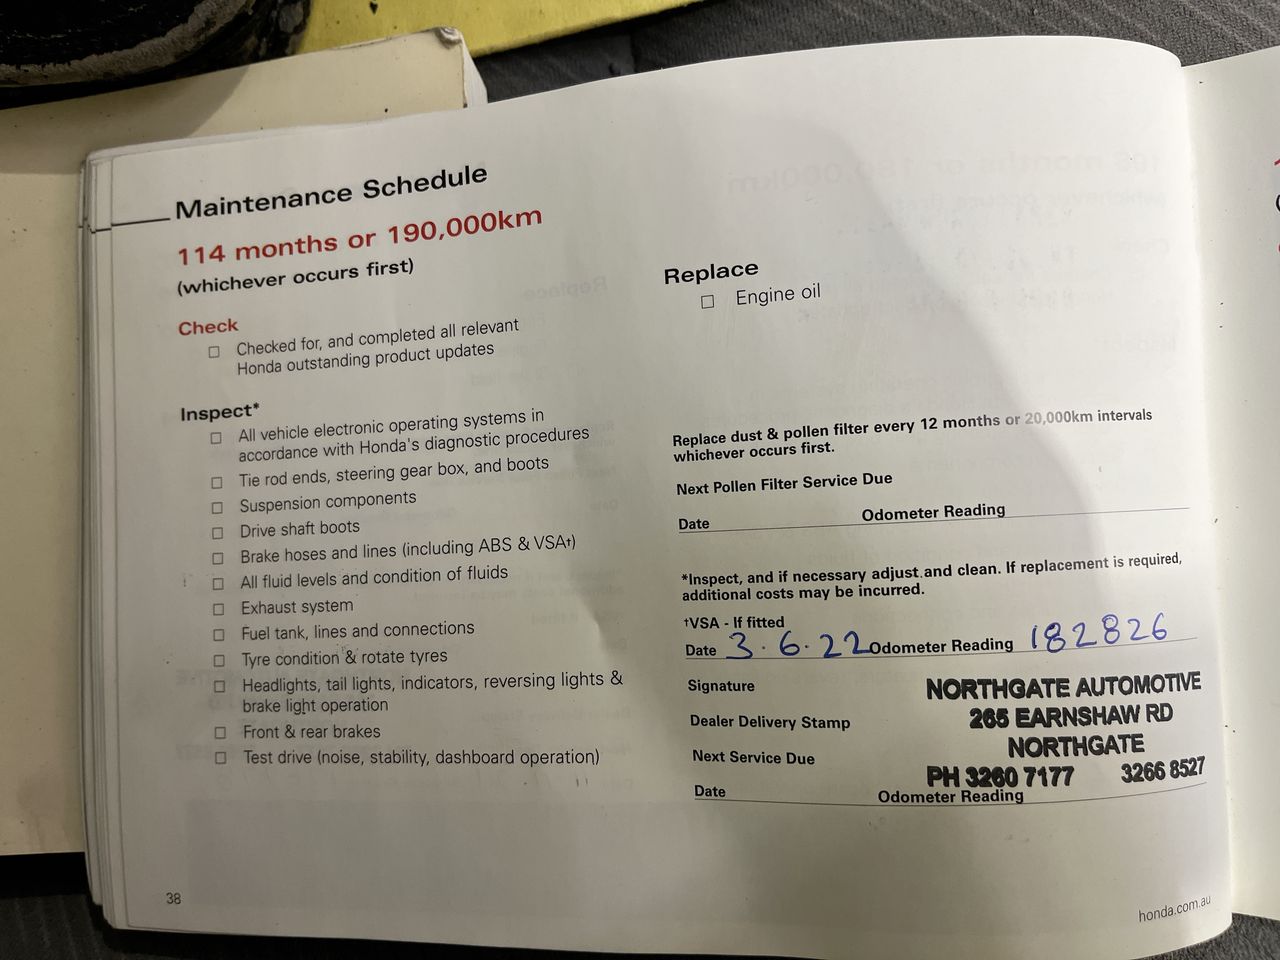 Maintenance Schedule
114 months or 190,000km
(whichever occurs first)
Check
Checked for, and completed all relevant
Honda outstanding product updates
Inspect*
All vehicle electronic operating systems in
accordance with Honda's diagnostic procedures
Tie rod ends, steering gear box, and boots
Suspension components
Drive shaft boots
Brake hoses and lines (including ABS & VSA†)
All fluid levels and condition of fluids
Exhaust system
Fuel tank, lines and connections
Tyre condition & rotate tyres
Headlights, tail lights, indicators, reversing lights &
brake light operation
Front & rear brakes
Test drive (noise, stability, dashboard operation)
38
Replace
Engine oil
Replace dust & pollen filter every 12 months or 20,000km intervals
whichever occurs first.
Next Pollen Filter Service Due
Date Odometer Reading
*Inspect, and if necessary adjust and clean. If replacement is required,
additional costs may be incurred.
†VSA - If fitted
Date 3.6.22 Odometer Reading 182826
Signature
NORTHGATE AUTOMOTIVE
265 EARNSHAW RD
Dealer Delivery Stamp
NORTHGATE
Next Service Due
PH 3260 7177 3266 8527
Date Odometer Reading
honda.com.au